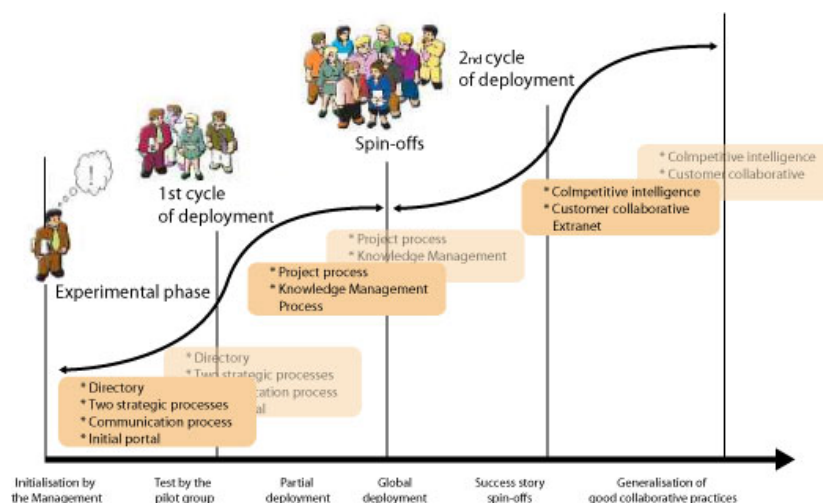 2nd cycle
of deployment
Spin-offs
!
1st cycle
of deployment
Experimental phase
* Colmpetitive intelligence
* Customer collaborative
* Colmpetitive intelligence
* Customer collaborative
Extranet
* Project process
* Knowledge Management
* Project process
* Knowledge Management
Process
* Directory
* Two strategic processes
cation process
al
* Directory
* Two strategic processes
* Communication process
* Initial portal
Initialisation by
the Management
Test by the
pilot group
Partial
deployment
Global
deployment
Success story
spin-offs
Generalisation of
good collaborative practices